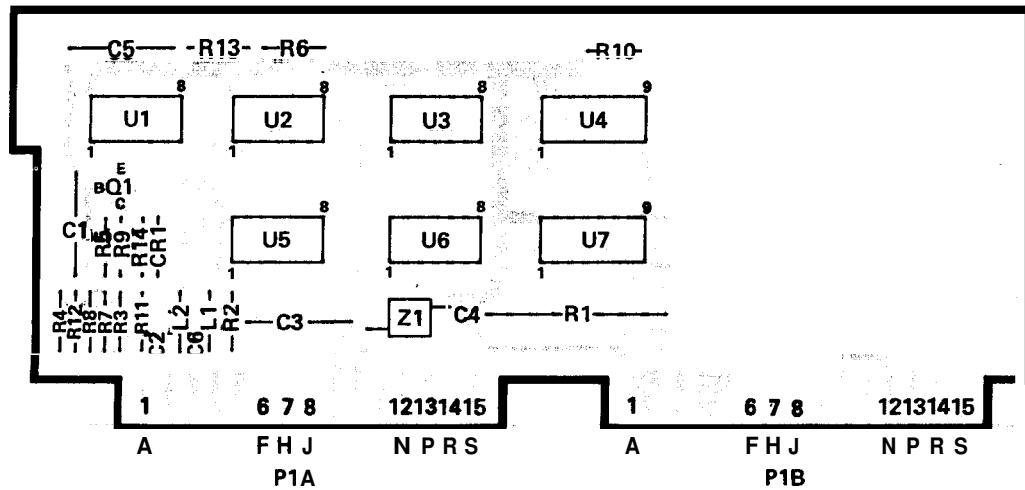 C5 R13 R6 R10
8 8 8 9
U1 U2 U3 U4
1 1 1 1
E
B Q1
C
8 8 9
C1 R5 R9 R14 CR1 U5 U6 U7
1 1 1
R4 R12 R8 R7 R3 R11 C2 L2 C6 L1 R2 C3 Z1 C4 R1
1 6 7 8 12 13 14 15 1 6 7 8 12 13 14 15
A F H J N P R S A F H J N P R S
P1A P1B